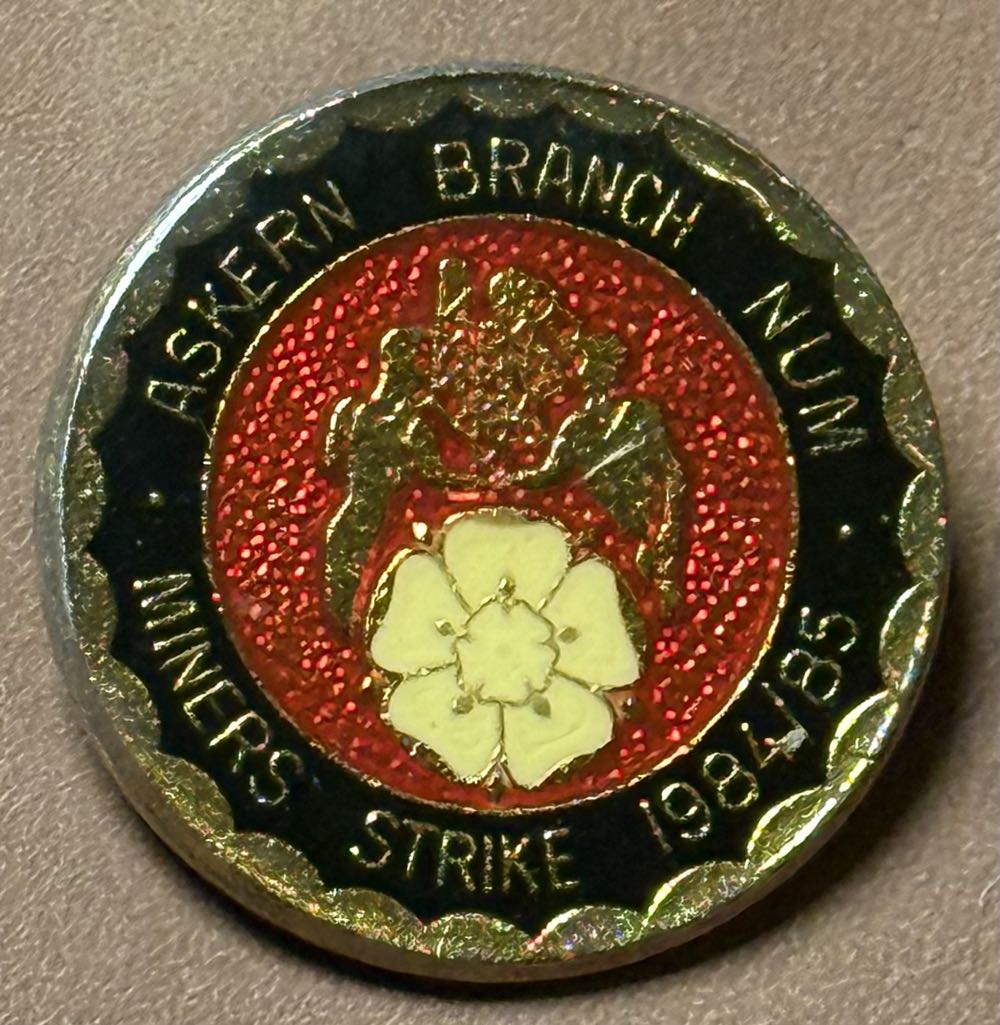 ASKERN BRANCH NUM
MINERS STRIKE 1984/85